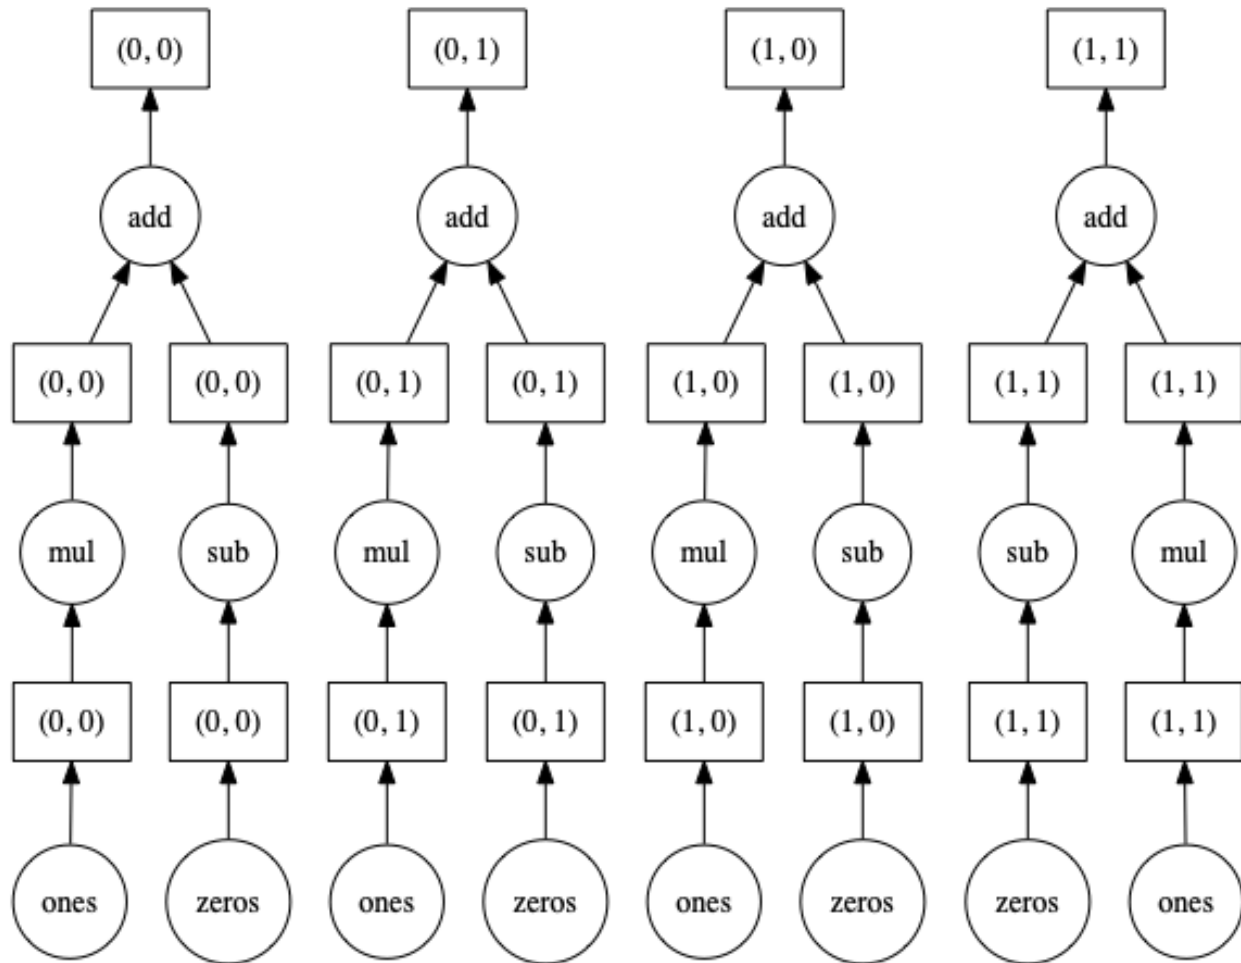 (0, 0) (0, 1) (1, 0) (1, 1)
add add add add
(0, 0) (0, 0) (0, 1) (0, 1) (1, 0) (1, 0) (1, 1) (1, 1)
mul sub mul sub mul sub sub mul
(0, 0) (0, 0) (0, 1) (0, 1) (1, 0) (1, 0) (1, 1) (1, 1)
ones zeros ones zeros ones zeros zeros ones